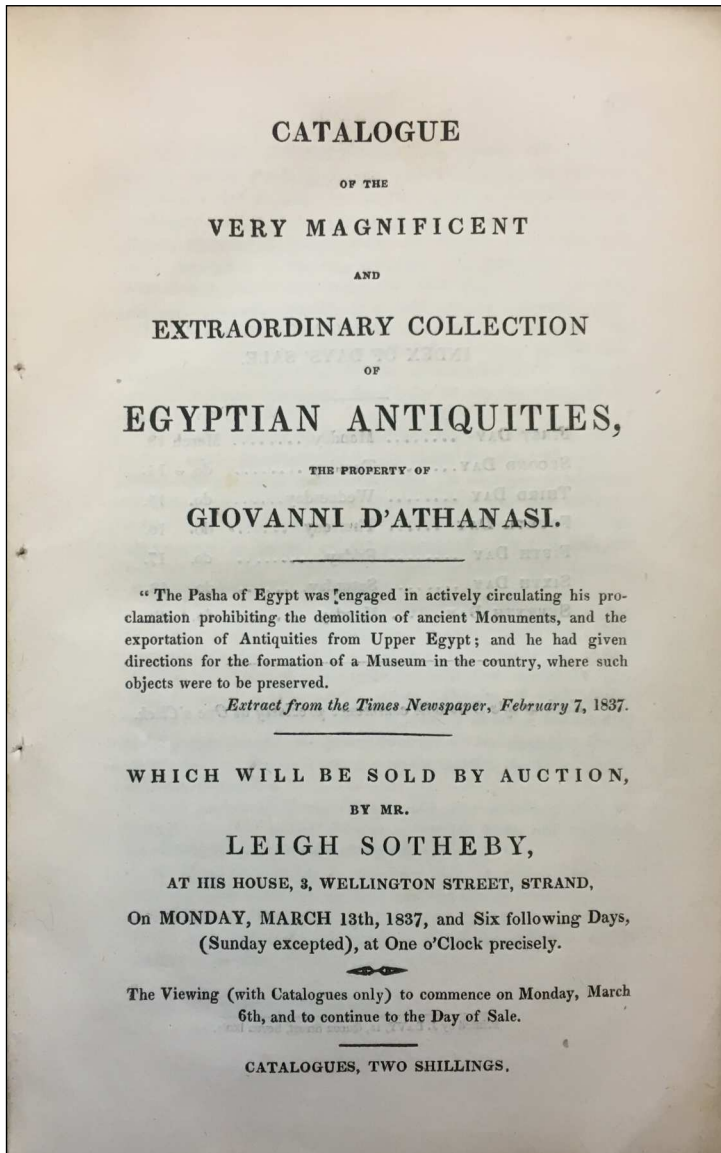 CATALOGUE
OF THE
VERY MAGNIFICENT
AND
EXTRAORDINARY COLLECTION
OF
EGYPTIAN ANTIQUITIES,
THE PROPERTY OF
GIOVANNI D'ATHANASI.
“ The Pasha of Egypt was engaged in actively circulating his pro-
clamation prohibiting the demolition of ancient Monuments, and the
exportation of Antiquities from Upper Egypt; and he had given
directions for the formation of a Museum in the country, where such
objects were to be preserved.
Extract from the Times Newspaper, February 7, 1837.
WHICH WILL BE SOLD BY AUCTION,
BY MR.
LEIGH SOTHEBY,
AT HIS HOUSE, 3, WELLINGTON STREET, STRAND,
On MONDAY, MARCH 13th, 1837, and Six following Days,
(Sunday excepted), at One o'Clock precisely.
The Viewing (with Catalogues only) to commence on Monday, March
6th, and to continue to the Day of Sale.
CATALOGUES, TWO SHILLINGS.